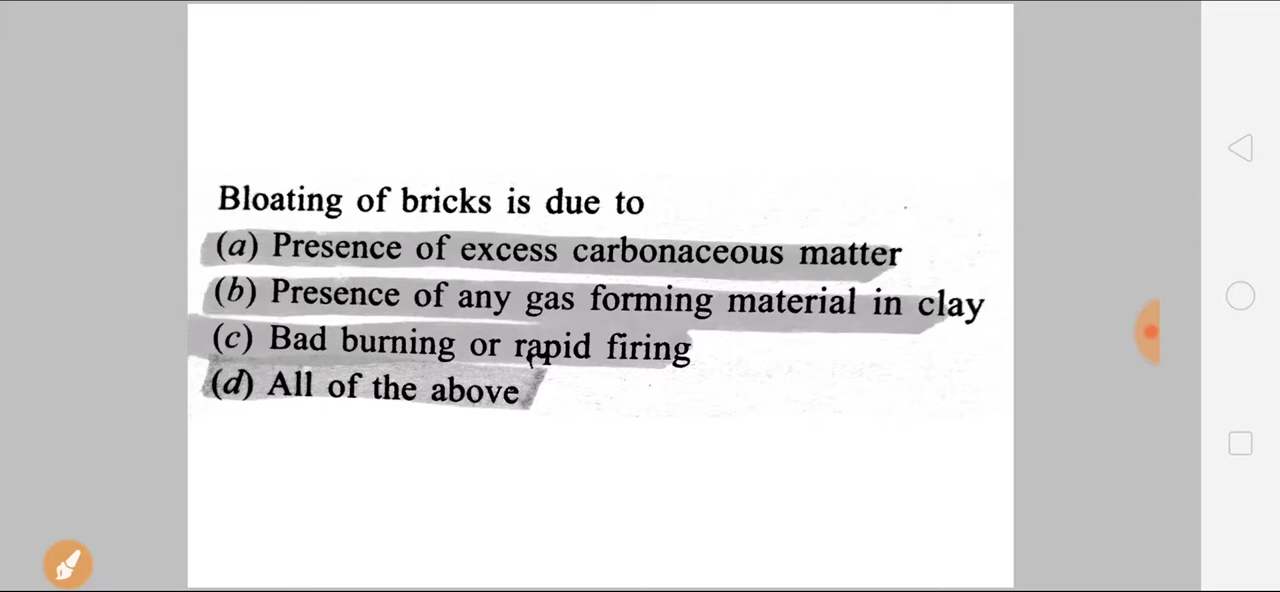 Bloating of bricks is due to
(a) Presence of excess carbonaceous matter
(b) Presence of any gas forming material in clay
(c) Bad burning or rapid firing
(d) All of the above